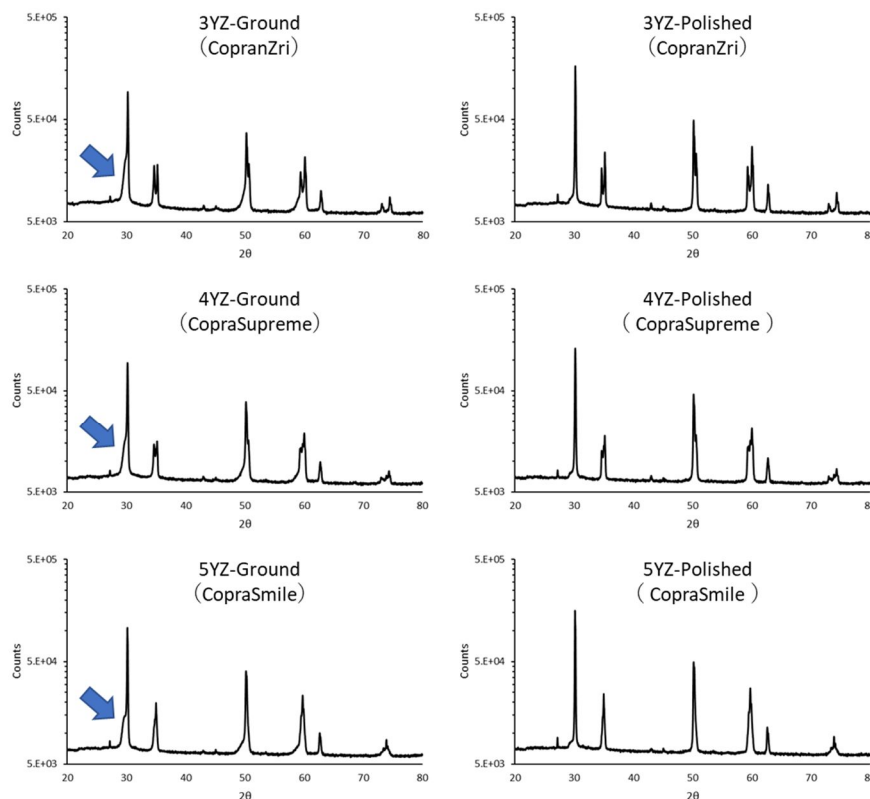 3YZ-Ground
（CopranZri）
5.E+05
5.E+04
5.E+03
Counts
20 30 40 50 60 70 80
2θ
3YZ-Polished
（CopranZri）
5.E+05
5.E+04
5.E+03
Counts
20 30 40 50 60 70 80
2θ
4YZ-Ground
（CopraSupreme）
5.E+05
5.E+04
5.E+03
Counts
20 30 40 50 60 70 80
2θ
4YZ-Polished
（ CopraSupreme ）
5.E+05
5.E+04
5.E+03
Counts
20 30 40 50 60 70 80
2θ
5YZ-Ground
（CopraSmile）
5.E+05
5.E+04
5.E+03
Counts
20 30 40 50 60 70 80
2θ
5YZ-Polished
（ CopraSmile ）
5.E+05
5.E+04
5.E+03
Counts
20 30 40 50 60 70 80
2θ